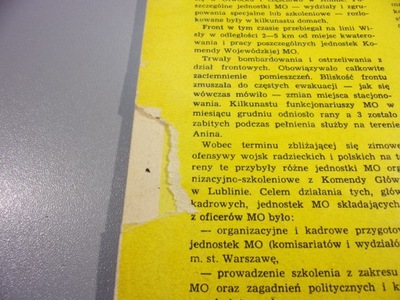 szczególne jednostki MO — wydziały i zgru-
powania specjalne lub szkoleniowe — rozlo-
kowane były w kilkunastu domach.
Front w tym czasie przebiegał na linii Wi-
sły w odległości 2—5 km od miejsc kwatero-
wania i pracy poszczególnych jednostek Ko-
mendy Wojewódzkiej MO.
Trwały bombardowania i ostrzeliwania z
dział frontowych. Obowiązywało całkowite
zaciemnienie pomieszczeń. Bliskość frontu
zmuszała do częstych ewakuacji — jak się
wówczas mówiło — zmian miejsca stacjono-
wania. Kilkunastu funkcjonariuszy MO w
miesiącu grudniu odniosło rany a 3 zostało
zabitych podczas pełnienia służby na terenie
Anina.
Wobec terminu zbliżającej się zimowe
ofensywy wojsk radzieckich i polskich na te
reny te przybyły różne jednostki MO org
nizacyjno-szkoleniowe z Komendy Głów
w Lublinie. Celem działania tych, głów
kadrowych, jednostek MO składających
z oficerów MO było:
— organizacyjne i kadrowe przygotow
jednostek MO (komisariatów i wydziałów
m. st. Warszawę,
— prowadzenie szkolenia z zakresu
MO oraz zagadnień politycznych i k